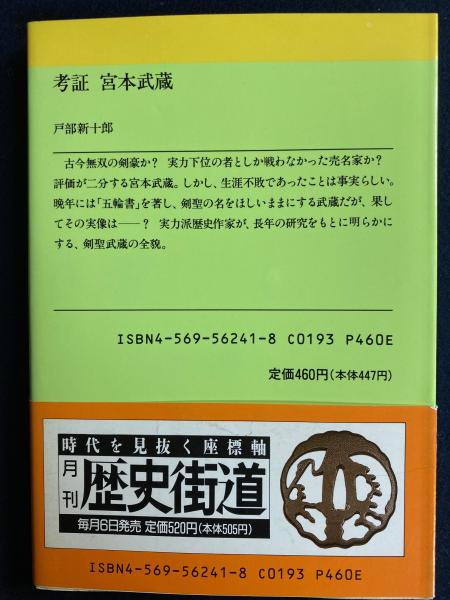 考証 宮本武蔵
戸部新十郎
古今無双の剣豪か? 実力下位の者としか戦わなかった売名家か?
評価が二分する宮本武蔵。しかし、生涯不敗であったことは事実らしい。
晩年には「五輪書」を著し、剣聖の名をほしいままにする武蔵だが、果し
てその実像は――? 実力派歴史作家が、長年の研究をもとに明らかに
する、剣聖武蔵の全貌。
ISBN4-569-56241-8 C0193 P460E
定価460円(本体447円)
時代を見抜く座標軸
月刊
歴史街道
毎月6日発売 定価520円(本体505円)
ISBN4-569-56241-8 C0193 P460E